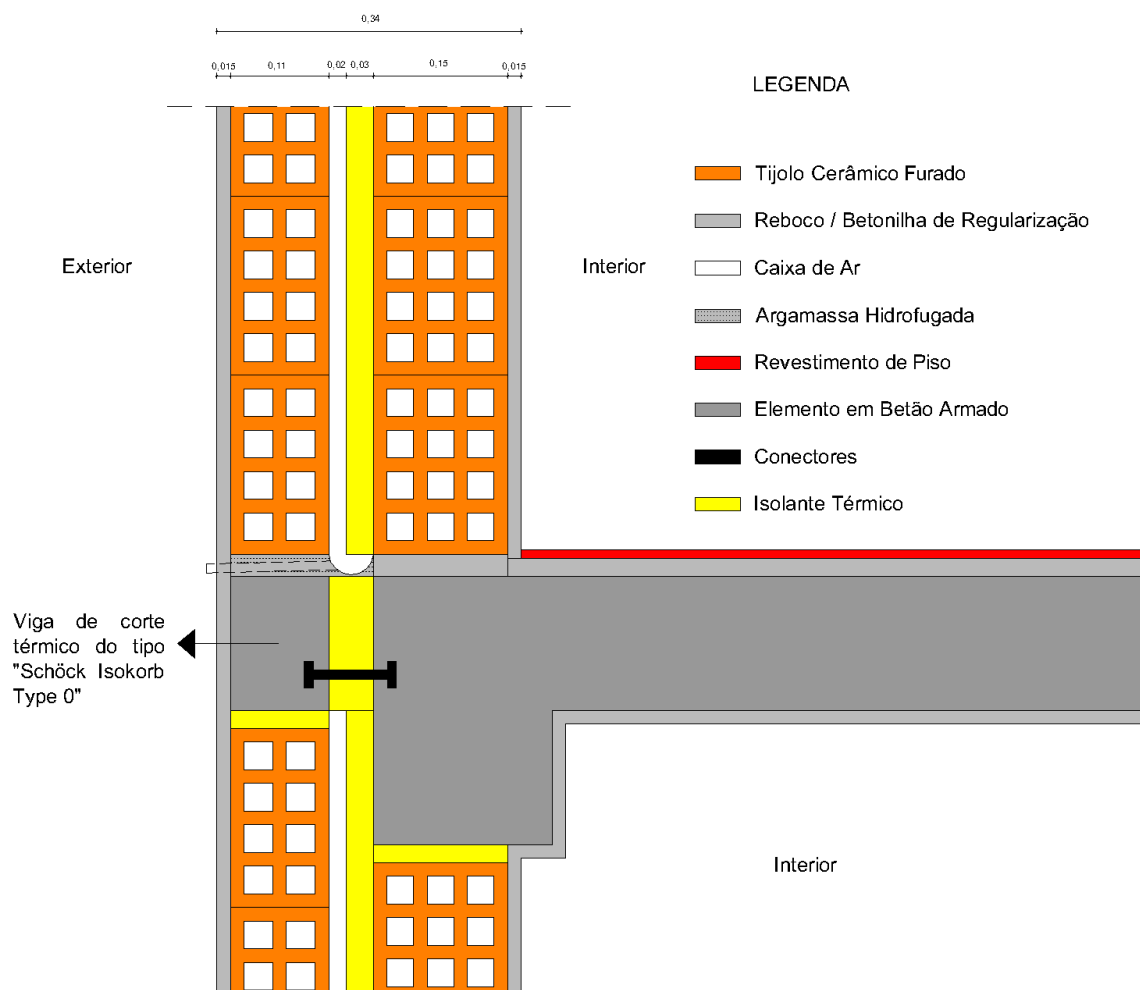 0,34
0,015 0,11 0,02 0,03 0,15 0,015
LEGENDA
Tijolo Cerâmico Furado
Reboco / Betonilha de Regularização
Exterior
Interior
Caixa de Ar
Argamassa Hidrofugada
Revestimento de Piso
Elemento em Betão Armado
Conectores
Isolante Térmico
Viga de corte
térmico do tipo
"Schöck Isokorb
Type 0"
Interior